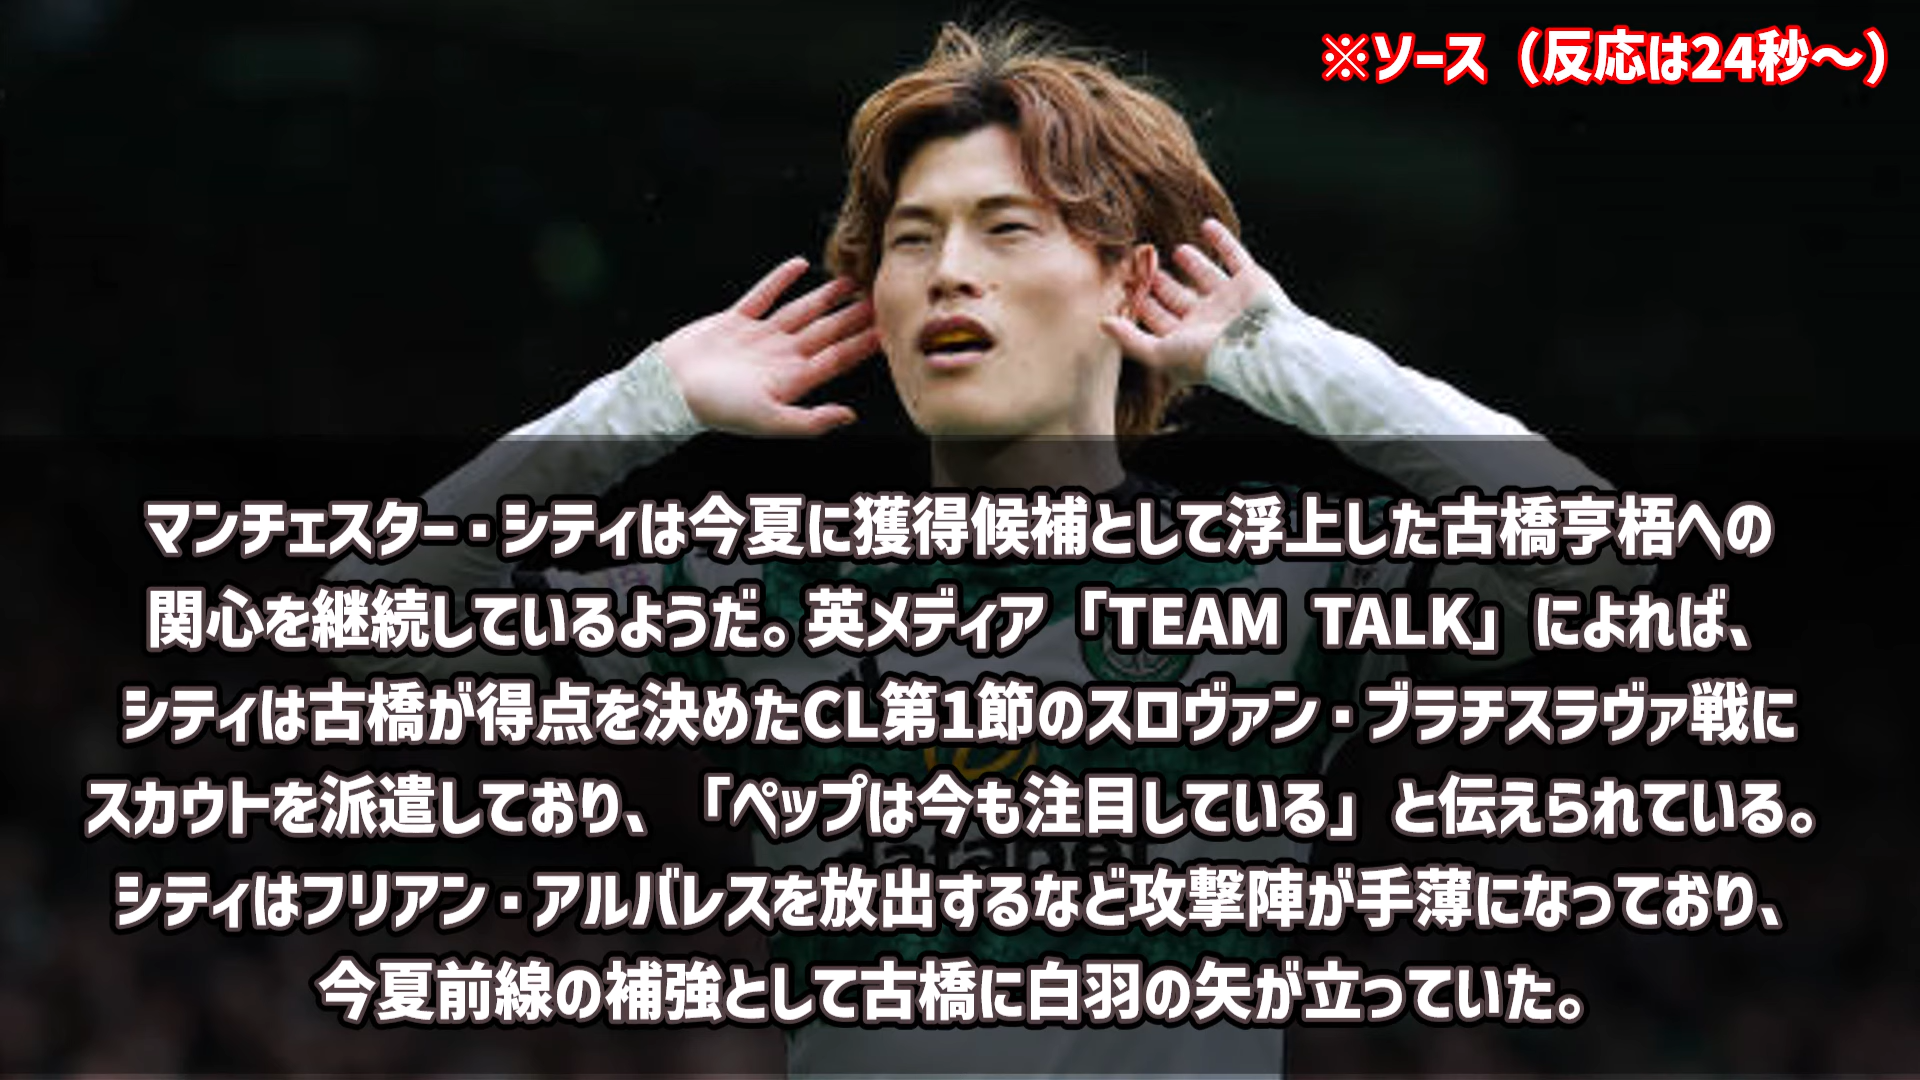 ※ソース（反応は24秒～）
マンチェスター・シティは今夏に獲得候補として浮上した古橋亨梧への
関心を継続しているようだ。英メディア「TEAM TALK」によれば、
シティは古橋が得点を決めたCL第1節のスロヴァン・ブラチスラヴァ戦に
スカウトを派遣しており、「ペップは今も注目している」と伝えられている。
シティはフリアン・アルバレスを放出するなど攻撃陣が手薄になっており、
今夏前線の補強として古橋に白羽の矢が立っていた。